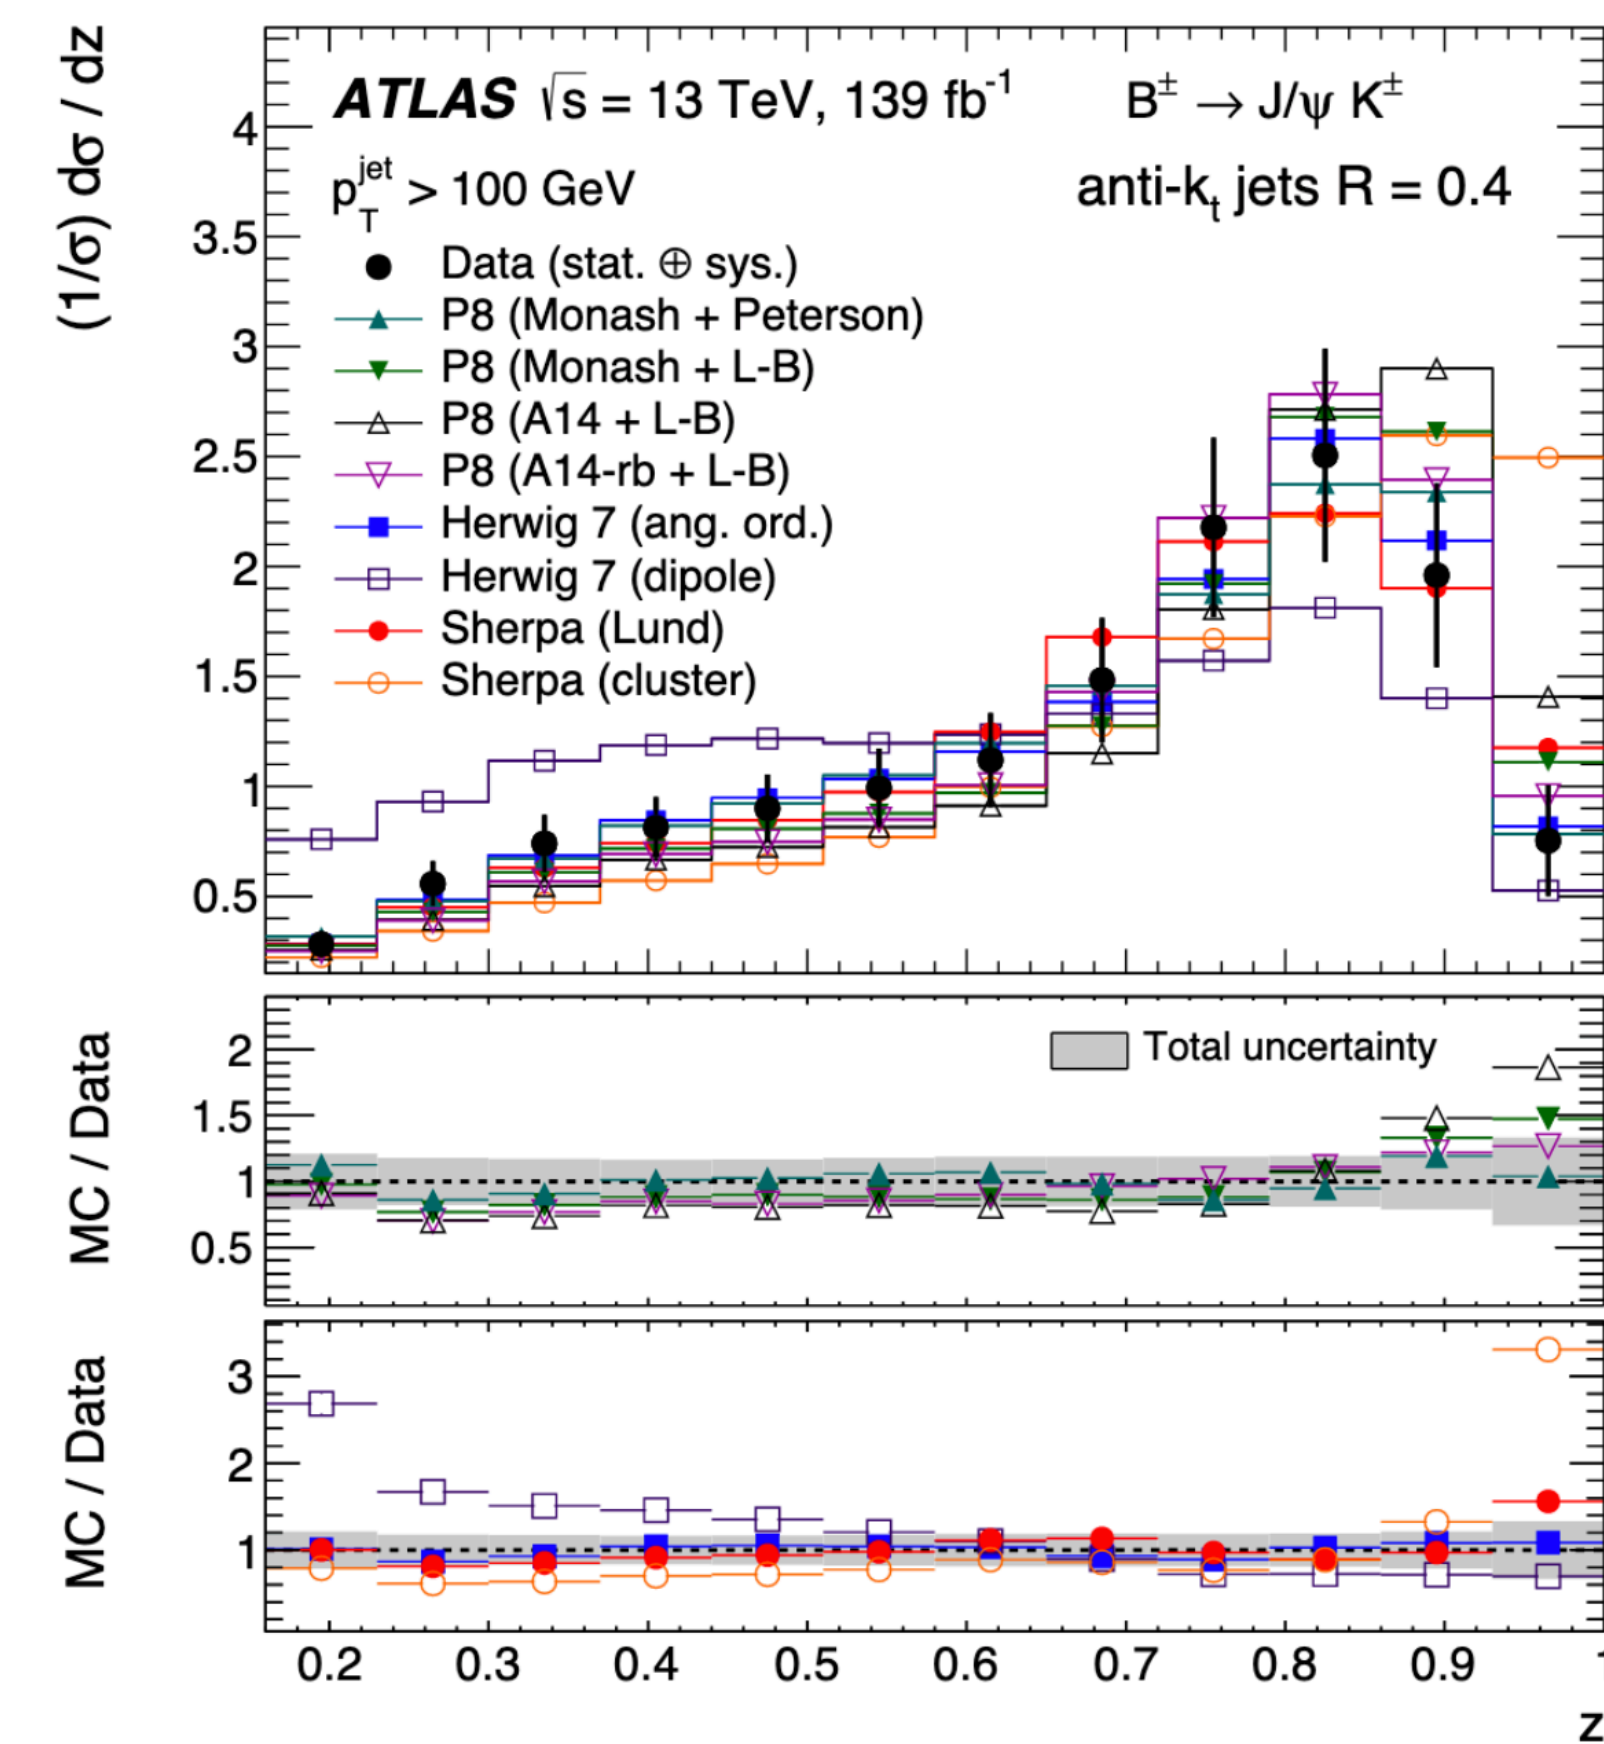 (1/σ) dσ / dz
ATLAS √s = 13 TeV, 139 fb⁻¹ B± → J/ψ K±
p_T^jet > 100 GeV anti-k_t jets R = 0.4
Data (stat. ⊕ sys.)
P8 (Monash + Peterson)
P8 (Monash + L-B)
P8 (A14 + L-B)
P8 (A14-rb + L-B)
Herwig 7 (ang. ord.)
Herwig 7 (dipole)
Sherpa (Lund)
Sherpa (cluster)
4
3.5
3
2.5
2
1.5
1
0.5
MC / Data
Total uncertainty
2
1.5
1
0.5
MC / Data
3
2
1
0.2 0.3 0.4 0.5 0.6 0.7 0.8 0.9
z